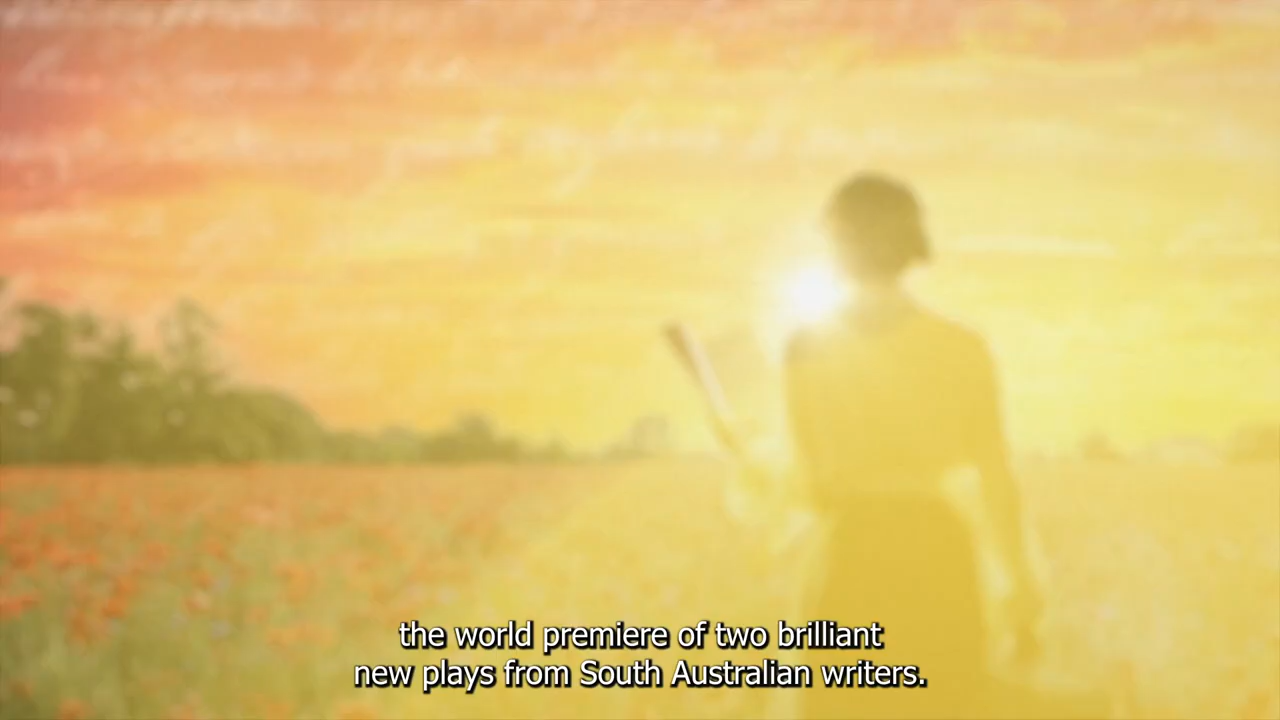 the world premiere of two brilliant
new plays from South Australian writers.